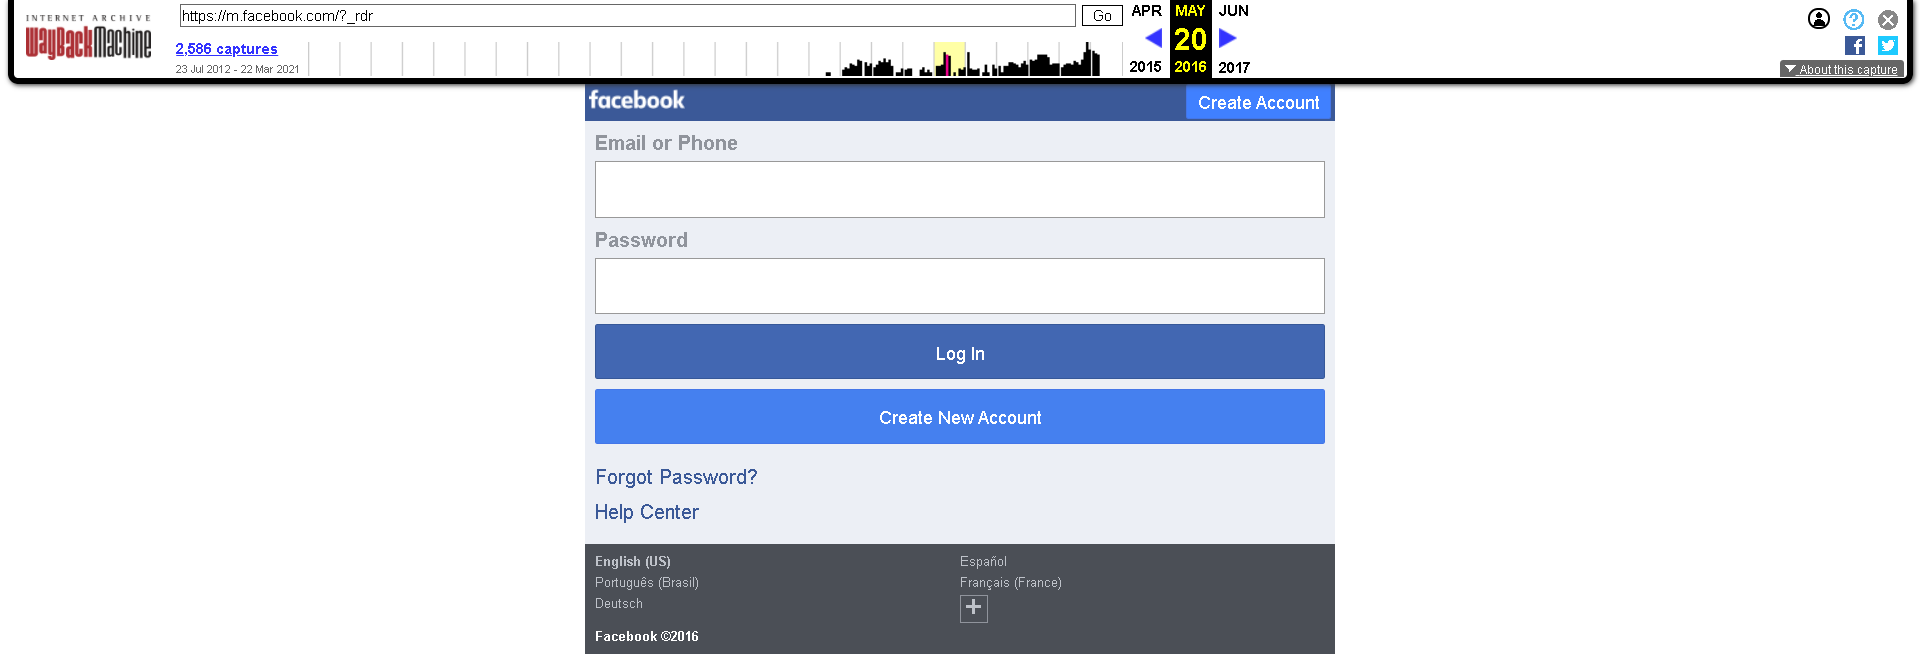 INTERNET ARCHIVE
WayBackMachine
https://m.facebook.com/?_rdr
Go
2,586 captures
23 Jul 2012 - 22 Mar 2021
APR MAY JUN
20
2015 2016 2017
About this capture
facebook
Create Account
Email or Phone
Password
Log In
Create New Account
Forgot Password?
Help Center
English (US)
Español
Português (Brasil)
Français (France)
Deutsch
Facebook ©2016